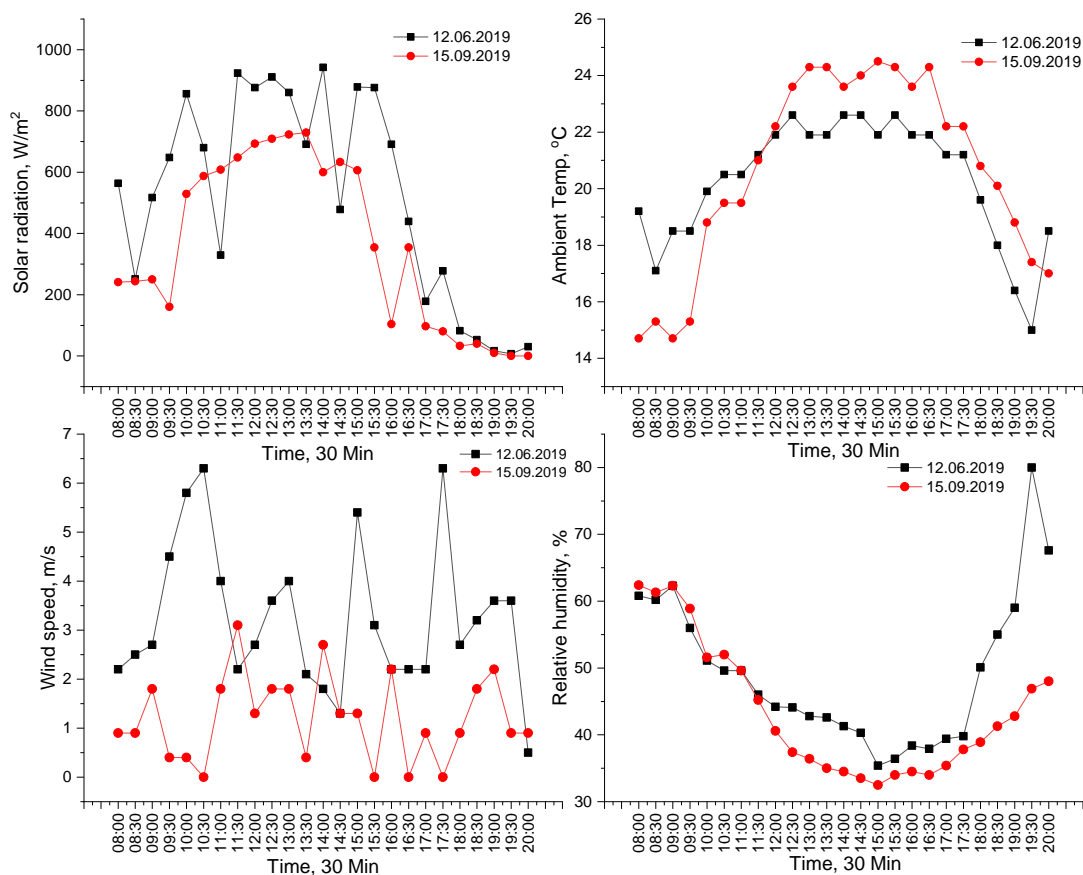 12.06.2019
15.09.2019
1000
800
600
400
200
0
Solar radiation, W/m²
08:00 08:30 09:00 09:30 10:00 10:30 11:00 11:30 12:00 12:30 13:00 13:30 14:00 14:30 15:00 15:30 16:00 16:30 17:00 17:30 18:00 18:30 19:00 19:30 20:00
Time, 30 Min
12.06.2019
15.09.2019
26
24
22
20
18
16
14
Ambient Temp, °C
08:00 08:30 09:00 09:30 10:00 10:30 11:00 11:30 12:00 12:30 13:00 13:30 14:00 14:30 15:00 15:30 16:00 16:30 17:00 17:30 18:00 18:30 19:00 19:30 20:00
Time, 30 Min
12.06.2019
15.09.2019
7
6
5
4
3
2
1
0
Wind speed, m/s
08:00 08:30 09:00 09:30 10:00 10:30 11:00 11:30 12:00 12:30 13:00 13:30 14:00 14:30 15:00 15:30 16:00 16:30 17:00 17:30 18:00 18:30 19:00 19:30 20:00
Time, 30 Min
12.06.2019
15.09.2019
80
70
60
50
40
30
Relative humidity, %
08:00 08:30 09:00 09:30 10:00 10:30 11:00 11:30 12:00 12:30 13:00 13:30 14:00 14:30 15:00 15:30 16:00 16:30 17:00 17:30 18:00 18:30 19:00 19:30 20:00
Time, 30 Min